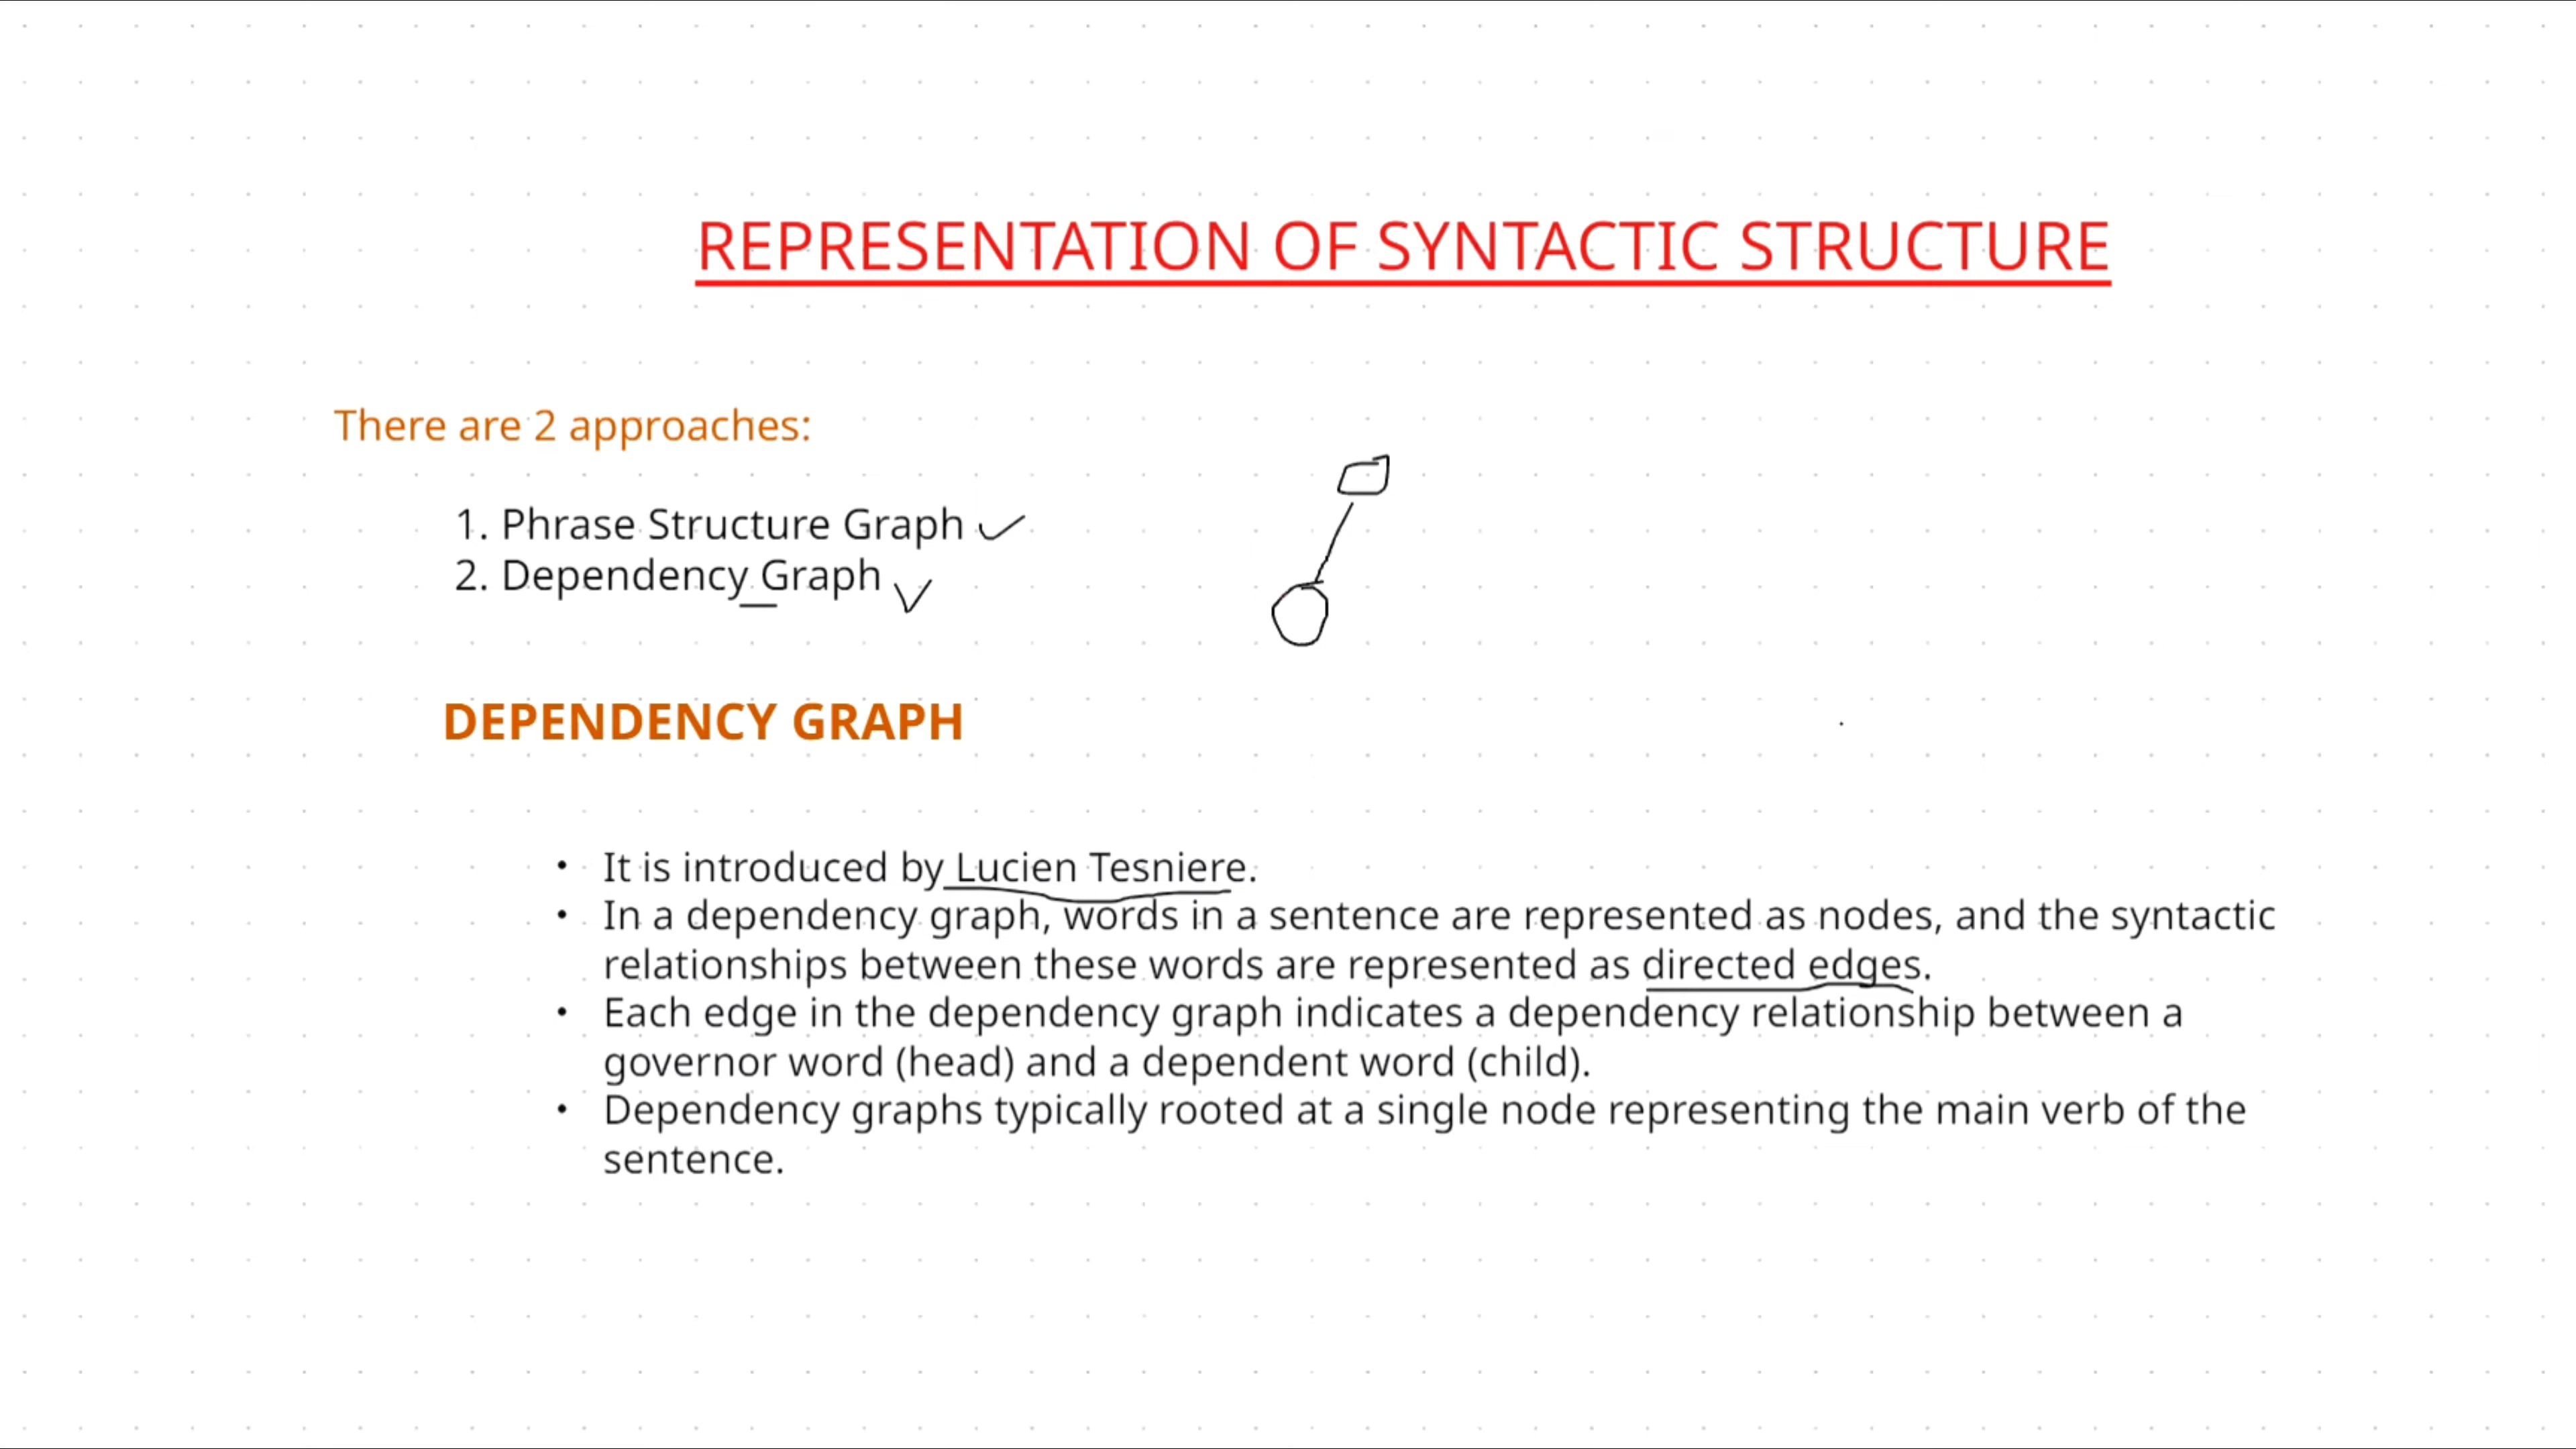 REPRESENTATION OF SYNTACTIC STRUCTURE
There are 2 approaches:
1. Phrase Structure Graph
2. Dependency Graph
DEPENDENCY GRAPH
• It is introduced by Lucien Tesniere.
• In a dependency graph, words in a sentence are represented as nodes, and the syntactic
relationships between these words are represented as directed edges.
• Each edge in the dependency graph indicates a dependency relationship between a
governor word (head) and a dependent word (child).
• Dependency graphs typically rooted at a single node representing the main verb of the
sentence.